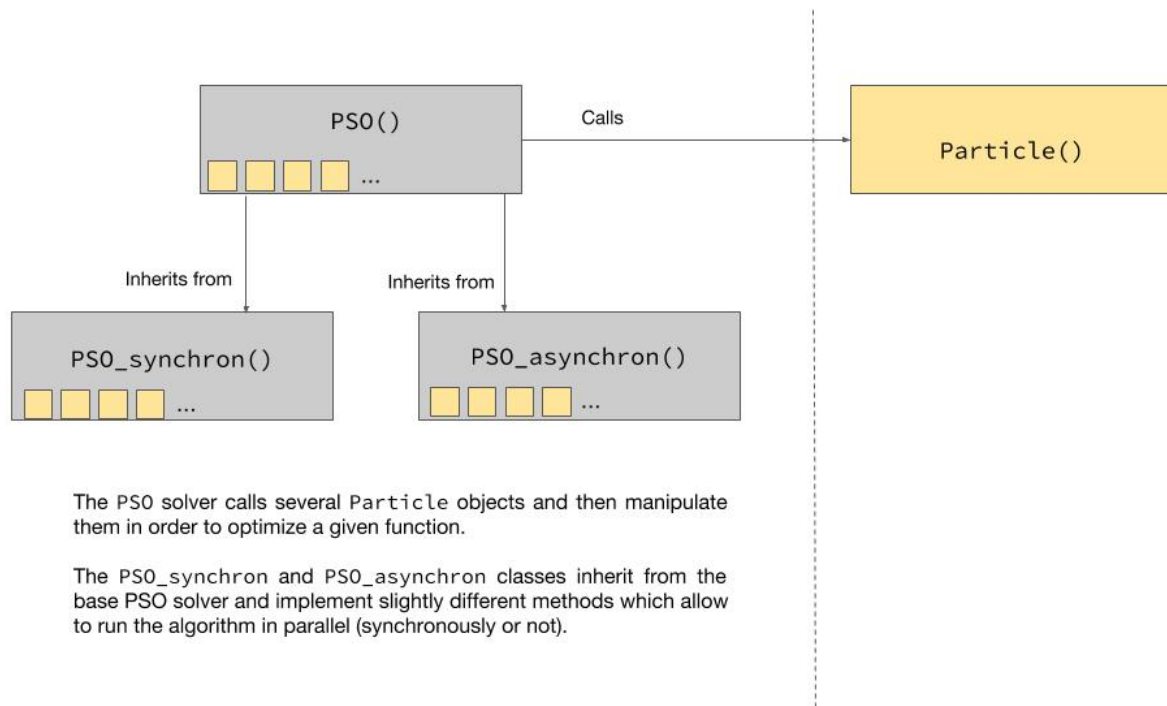 PSO()
...
Calls
Particle()
Inherits from
Inherits from
PSO_synchron()
...
PSO_asynchron()
...
The PSO solver calls several Particle objects and then manipulate
them in order to optimize a given function.
The PSO_synchron and PSO_asynchron classes inherit from the
base PSO solver and implement slightly different methods which allow
to run the algorithm in parallel (synchronously or not).